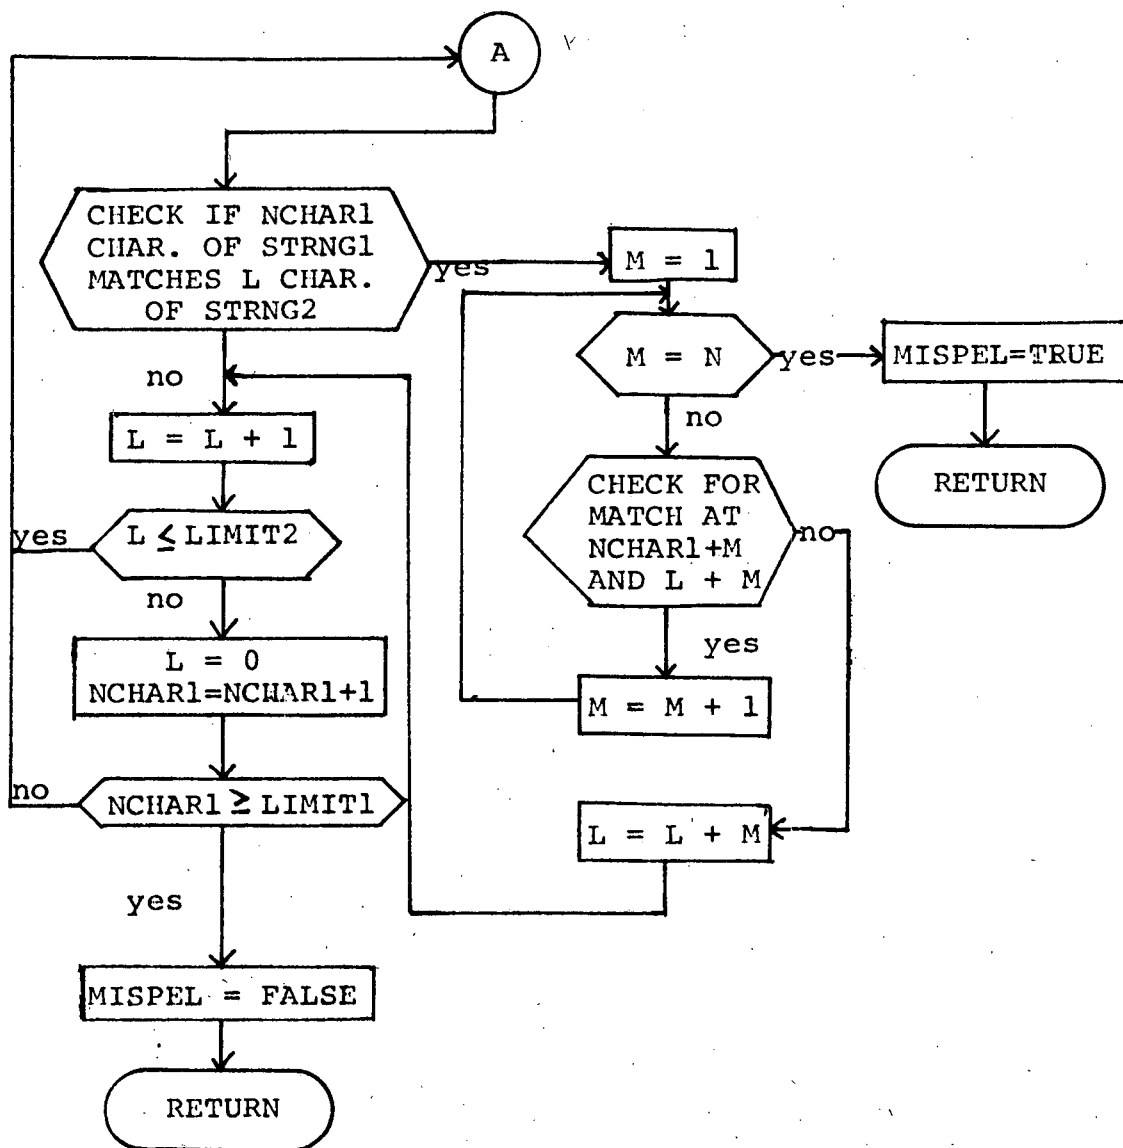 A
CHECK IF NCHAR1
CHAR. OF STRNG1
MATCHES L CHAR.
OF STRNG2
yes
M = 1
M = N
yes
MISPEL=TRUE
RETURN
no
CHECK FOR
MATCH AT
NCHAR1+M
AND L + M
no
yes
M = M + 1
L = L + M
no
L = L + 1
L ≤ LIMIT2
yes
no
L = 0
NCHAR1=NCHAR1+1
NCHAR1 ≥ LIMIT1
no
yes
MISPEL = FALSE
RETURN